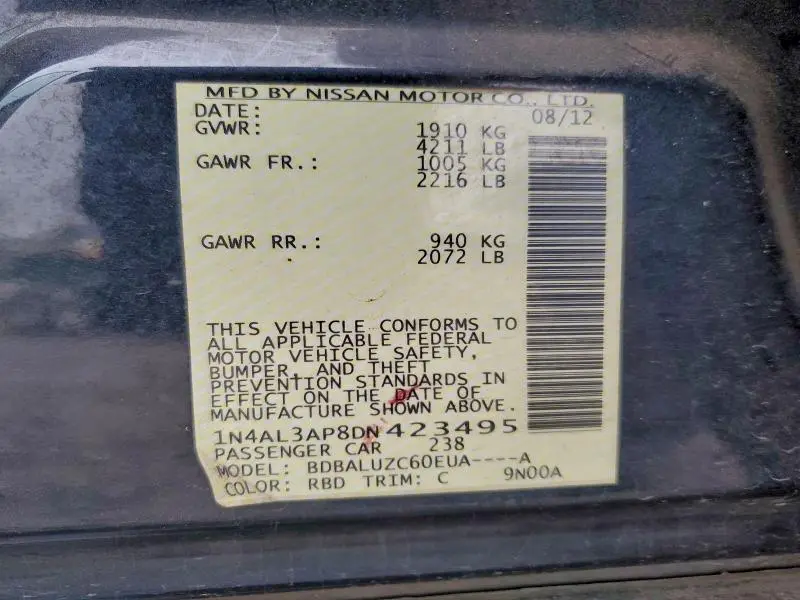 MFD BY NISSAN MOTOR CO., LTD.
DATE: 08/12
GVWR: 1910 KG
4211 LB
GAWR FR.: 1005 KG
2216 LB
GAWR RR.: 940 KG
2072 LB
THIS VEHICLE CONFORMS TO
ALL APPLICABLE FEDERAL
MOTOR VEHICLE SAFETY,
BUMPER, AND THEFT
PREVENTION STANDARDS IN
EFFECT ON THE DATE OF
MANUFACTURE SHOWN ABOVE.
1N4AL3AP8DN423495
PASSENGER CAR 238
MODEL: BDBALUZC60EUA----A
COLOR: RBD TRIM: C 9N00A